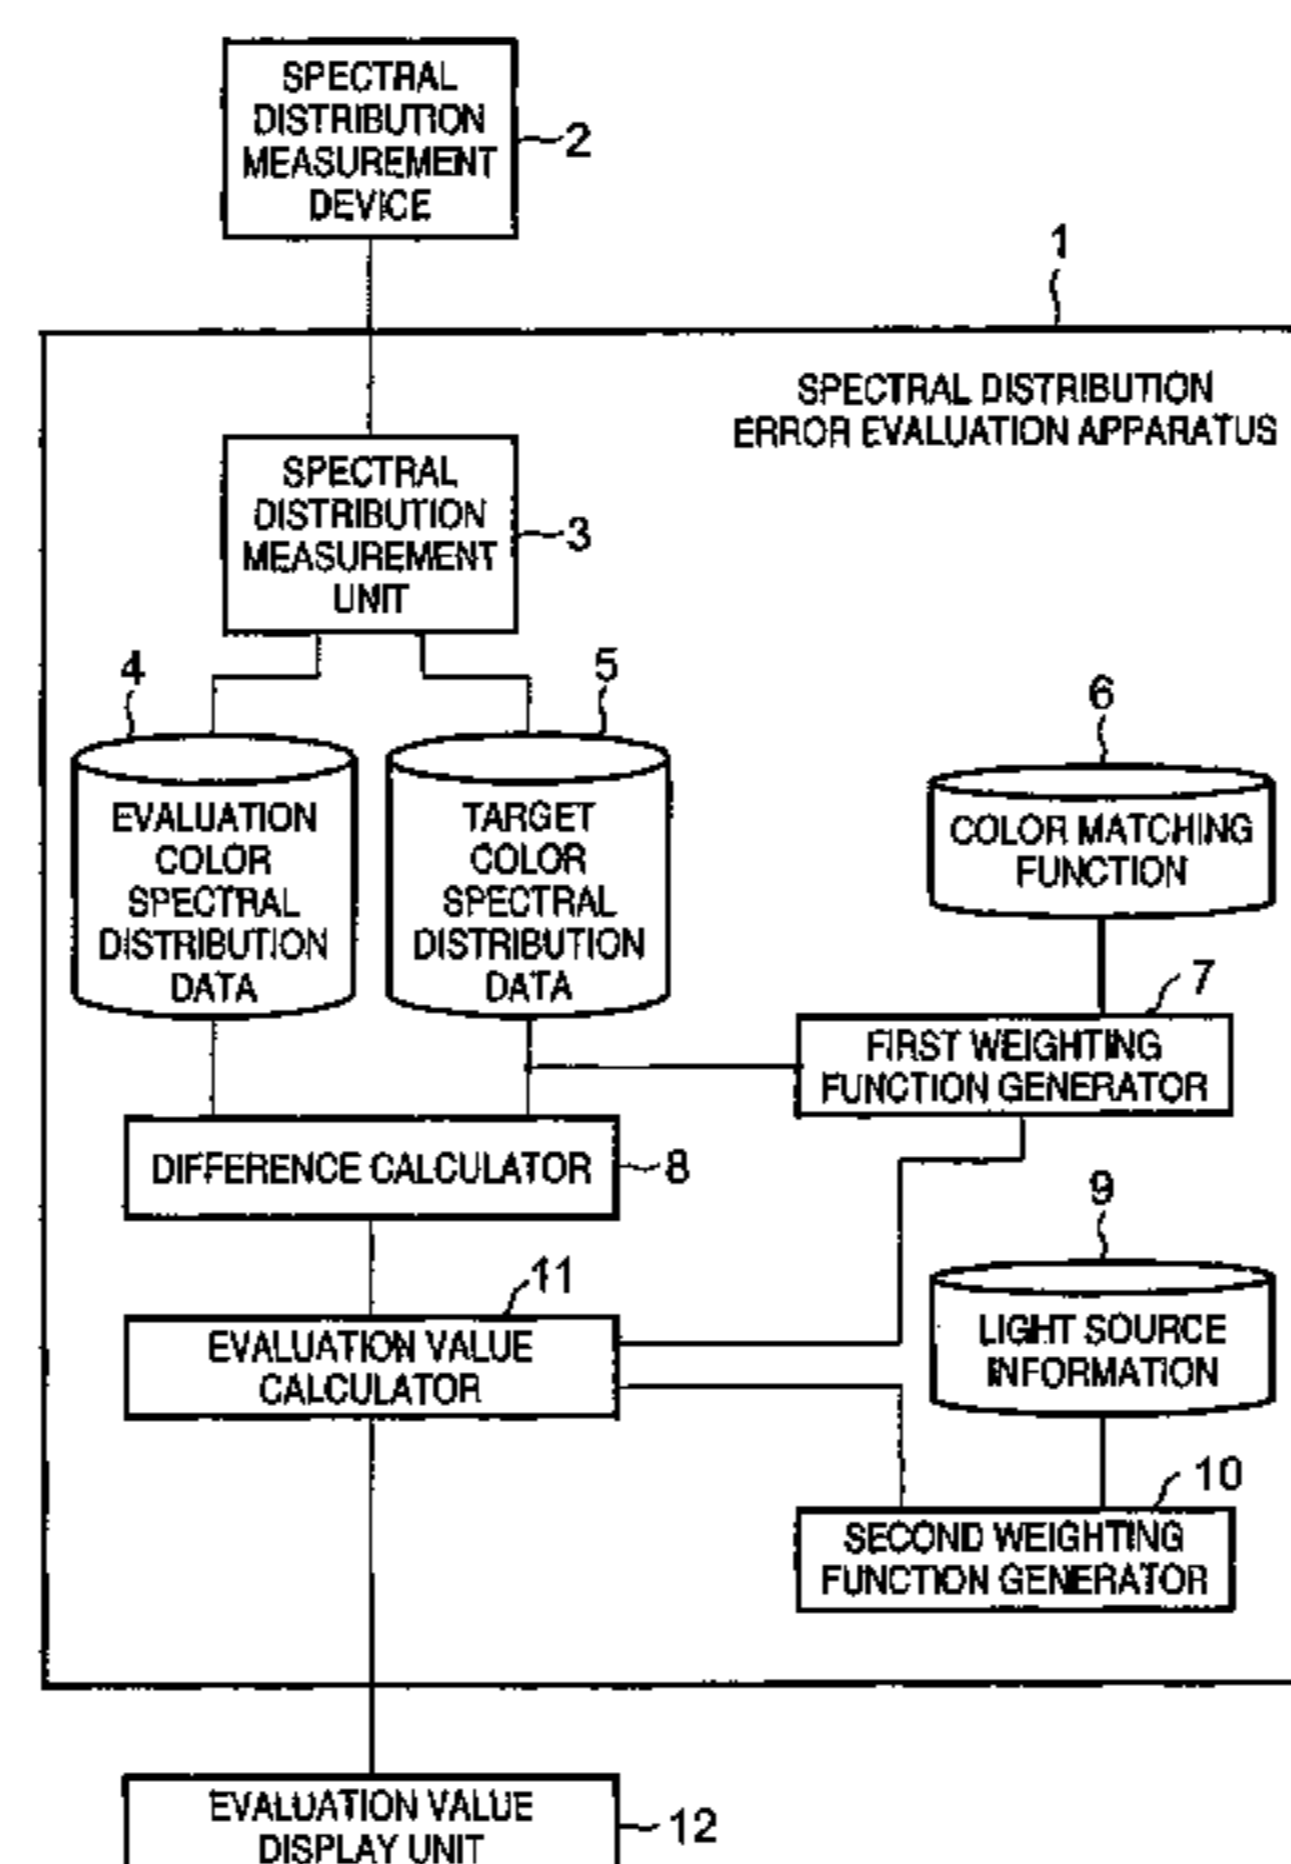 SPECTRAL
DISTRIBUTION
MEASUREMENT
DEVICE
2
1
SPECTRAL DISTRIBUTION
ERROR EVALUATION APPARATUS
SPECTRAL
DISTRIBUTION
MEASUREMENT
UNIT
3
4
5
6
EVALUATION
COLOR
SPECTRAL
DISTRIBUTION
DATA
TARGET
COLOR
SPECTRAL
DISTRIBUTION
DATA
COLOR MATCHING
FUNCTION
7
FIRST WEIGHTING
FUNCTION GENERATOR
DIFFERENCE CALCULATOR
8
9
11
EVALUATION VALUE
CALCULATOR
LIGHT SOURCE
INFORMATION
10
SECOND WEIGHTING
FUNCTION GENERATOR
EVALUATION VALUE
DISPLAY UNIT
12